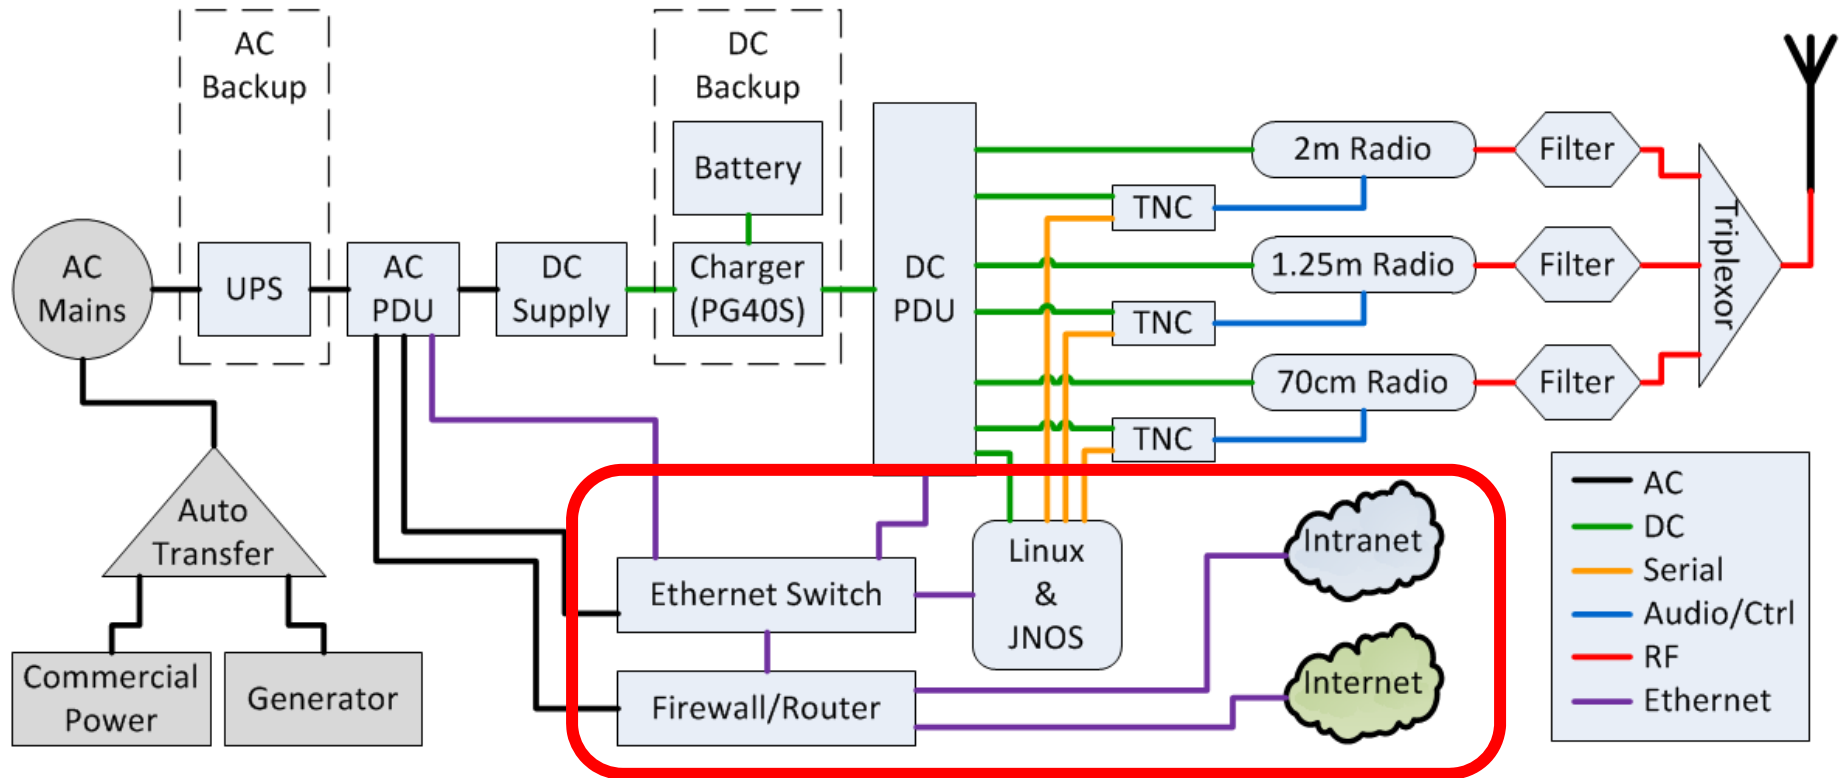 AC
Backup
DC
Backup
Battery
AC
Mains
UPS
AC
PDU
DC
Supply
Charger
(PG40S)
DC
PDU
2m Radio
Filter
TNC
1.25m Radio
Filter
TNC
70cm Radio
Filter
TNC
Triplexor
Auto
Transfer
Commercial
Power
Generator
Ethernet Switch
Firewall/Router
Linux
&
JNOS
Intranet
Internet
AC
DC
Serial
Audio/Ctrl
RF
Ethernet